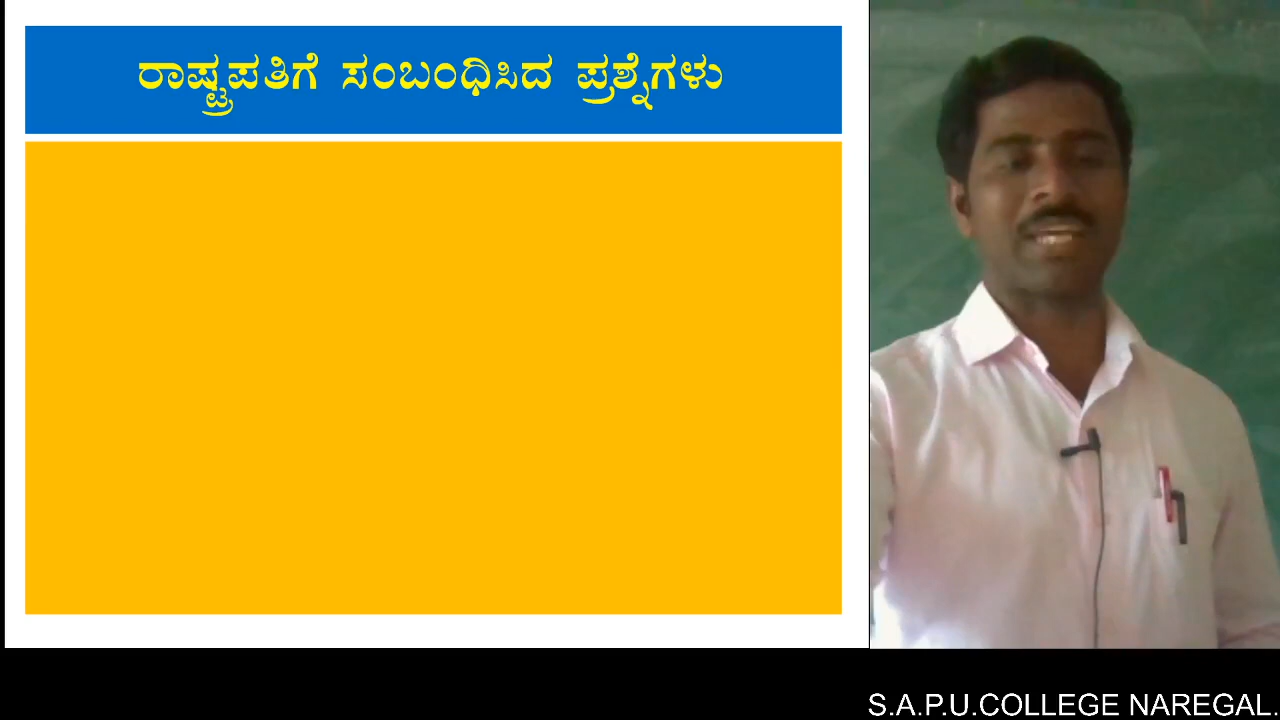 ರಾಷ್ಟ್ರಪತಿಗೆ ಸಂಬಂಧಿಸಿದ ಪ್ರಶ್ನೆಗಳು
S.A.P.U.COLLEGE NAREGAL.